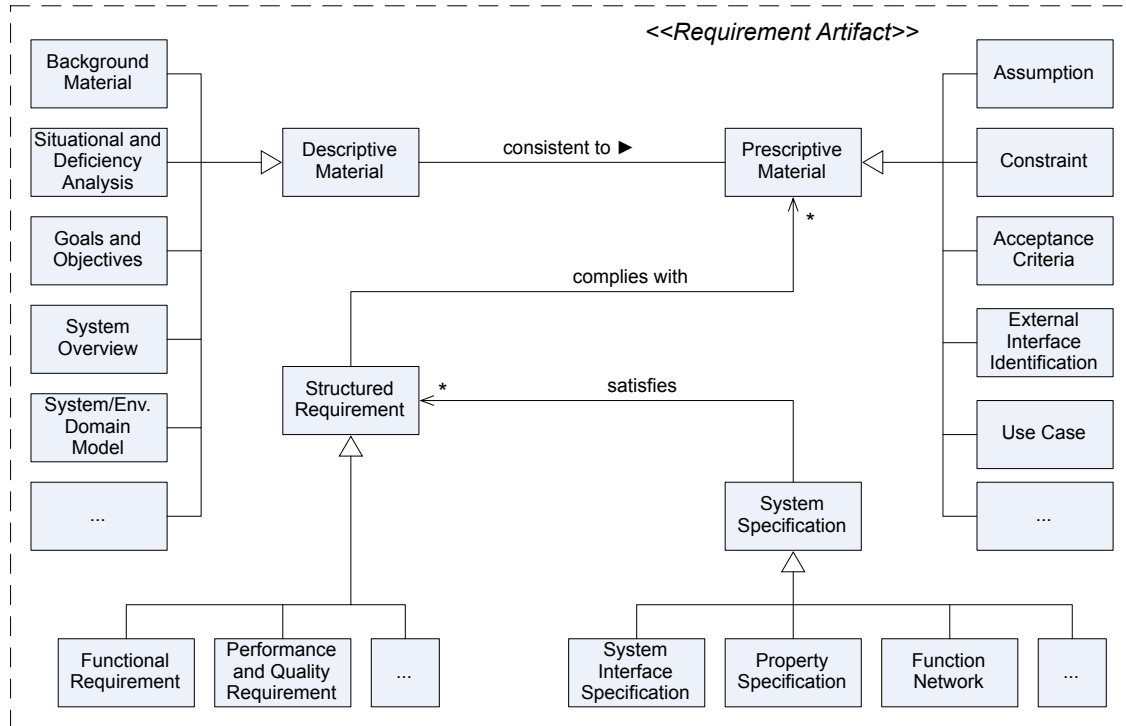 <<Requirement Artifact>>
Background
Material
Situational and
Deficiency
Analysis
Goals and
Objectives
System
Overview
System/Env.
Domain
Model
...
Descriptive
Material
consistent to ►
Prescriptive
Material
Assumption
Constraint
Acceptance
Criteria
External
Interface
Identification
Use Case
...
*
complies with
Structured
Requirement
*
satisfies
System
Specification
Functional
Requirement
Performance
and Quality
Requirement
...
System
Interface
Specification
Property
Specification
Function
Network
...